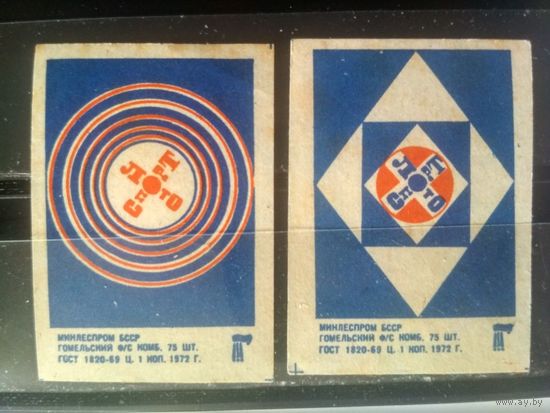 СПОРТ
ЛОТО
МИНЛЕСПРОМ БССР
ГОМЕЛЬСКИЙ Ф/С КОМБ. 75 ШТ.
ГОСТ 1820-69 Ц. 1 КОП. 1972 Г.
СПОРТ
ЛОТО
МИНЛЕСПРОМ БССР
ГОМЕЛЬСКИЙ Ф/С КОМБ. 75 ШТ.
ГОСТ 1820-69 Ц. 1 КОП. 1972 Г.
www.ay.by